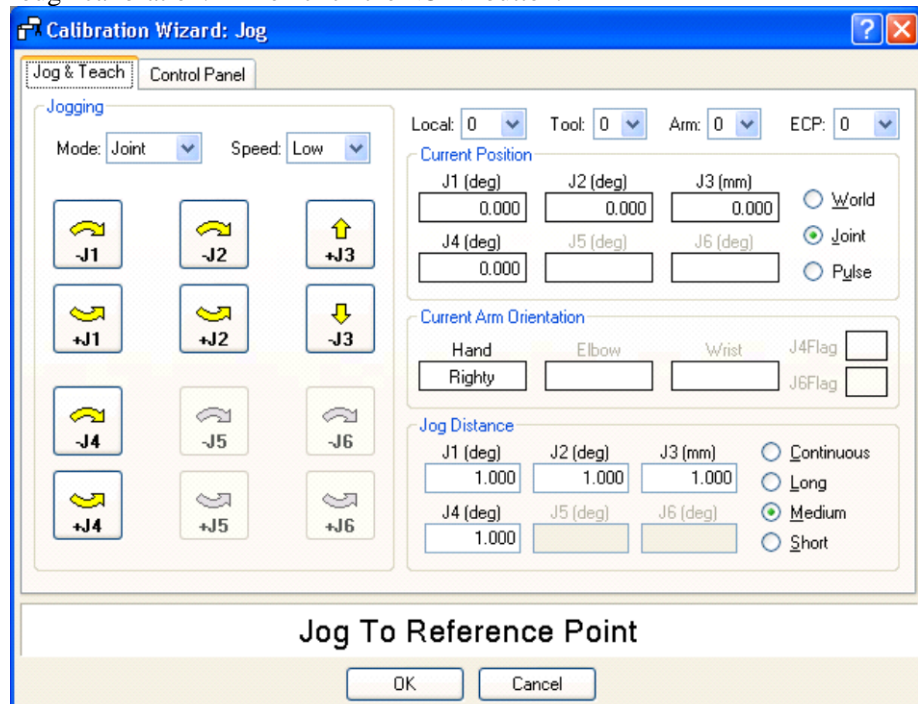 Calibration Wizard: Jog
Jog & Teach Control Panel
Jogging
Mode: Joint Speed: Low
-J1 -J2 +J3
+J1 +J2 -J3
-J4 -J5 -J6
+J4 +J5 +J6
Local: 0 Tool: 0 Arm: 0 ECP: 0
Current Position
J1 (deg) J2 (deg) J3 (mm)
0.000 0.000 0.000
J4 (deg) J5 (deg) J6 (deg)
0.000
World
Joint
Pulse
Current Arm Orientation
Hand Elbow Wrist J4Flag
Righty J6Flag
Jog Distance
J1 (deg) J2 (deg) J3 (mm)
1.000 1.000 1.000
J4 (deg) J5 (deg) J6 (deg)
1.000
Continuous
Long
Medium
Short
Jog To Reference Point
OK Cancel